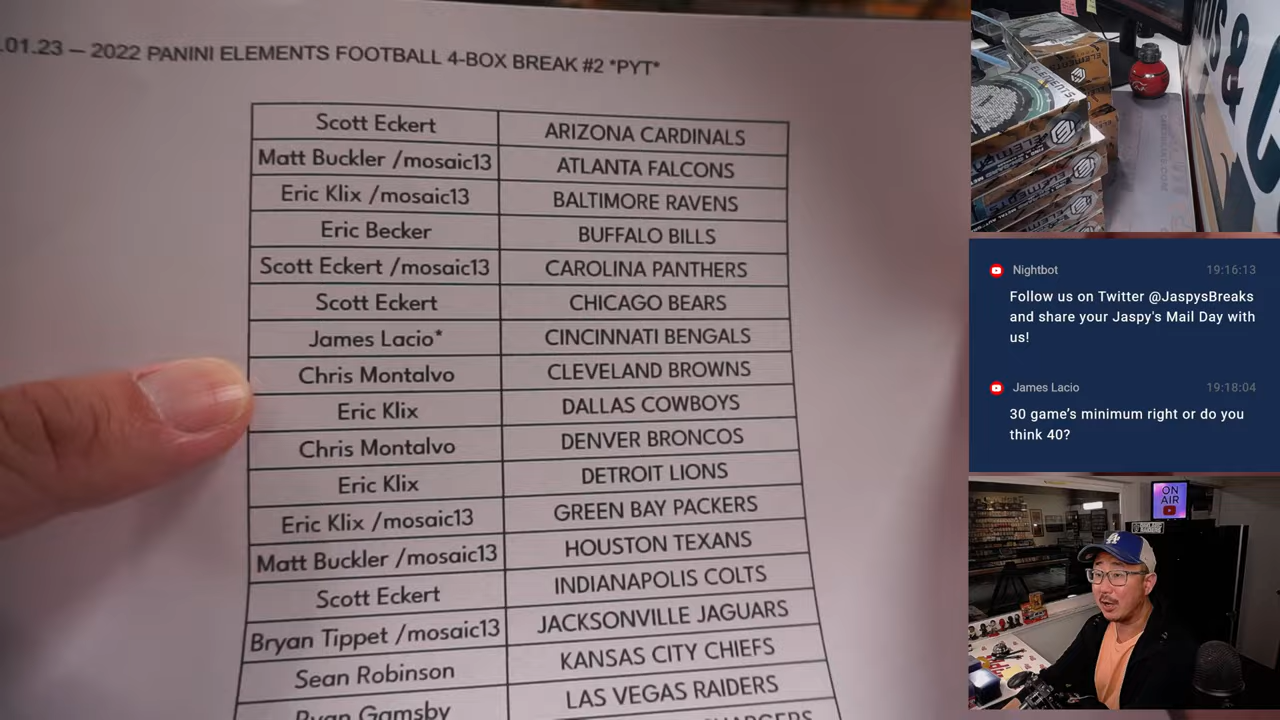 .01.23 – 2022 PANINI ELEMENTS FOOTBALL 4-BOX BREAK #2 *PYT*
Scott Eckert ARIZONA CARDINALS
Matt Buckler /mosaic13 ATLANTA FALCONS
Eric Klix /mosaic13 BALTIMORE RAVENS
Eric Becker BUFFALO BILLS
Scott Eckert /mosaic13 CAROLINA PANTHERS
Scott Eckert CHICAGO BEARS
James Lacio* CINCINNATI BENGALS
Chris Montalvo CLEVELAND BROWNS
Eric Klix DALLAS COWBOYS
Chris Montalvo DENVER BRONCOS
Eric Klix DETROIT LIONS
Eric Klix /mosaic13 GREEN BAY PACKERS
Matt Buckler /mosaic13 HOUSTON TEXANS
Scott Eckert INDIANAPOLIS COLTS
Bryan Tippet /mosaic13 JACKSONVILLE JAGUARS
Sean Robinson KANSAS CITY CHIEFS
Ryan Gamsby LAS VEGAS RAIDERS
CHARGERS
ELEMENTS
US &
Nightbot 19:16:13
Follow us on Twitter @JaspysBreaks
and share your Jaspy's Mail Day with
us!
James Lacio 19:18:04
30 game's minimum right or do you
think 40?
ON
AIR